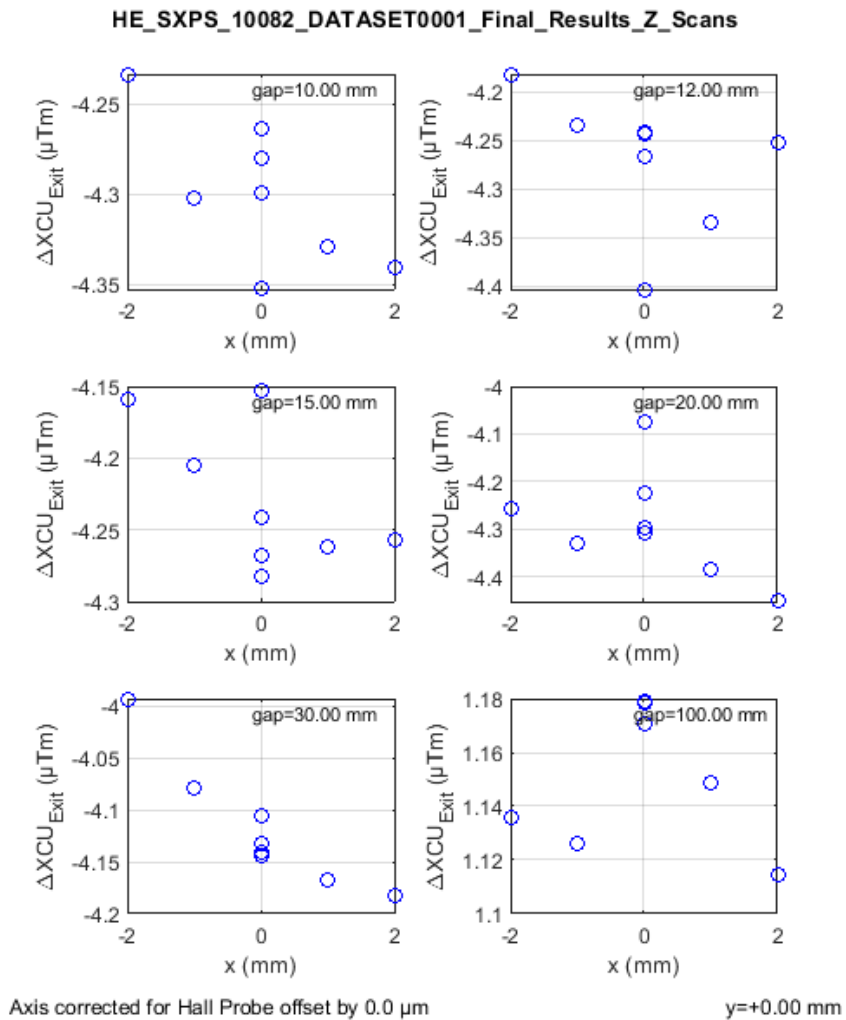 HE_SXPS_10082_DATASET0001_Final_Results_Z_Scans
gap=10.00 mm
-4.25
-4.3
-4.35
-2
0
2
ΔXCU_Exit (µTm)
x (mm)
gap=12.00 mm
-4.2
-4.25
-4.3
-4.35
-4.4
-2
0
2
ΔXCU_Exit (µTm)
x (mm)
gap=15.00 mm
-4.15
-4.2
-4.25
-4.3
-2
0
2
ΔXCU_Exit (µTm)
x (mm)
gap=20.00 mm
-4
-4.1
-4.2
-4.3
-4.4
-2
0
2
ΔXCU_Exit (µTm)
x (mm)
gap=30.00 mm
-4
-4.05
-4.1
-4.15
-4.2
-2
0
2
ΔXCU_Exit (µTm)
x (mm)
gap=100.00 mm
1.18
1.16
1.14
1.12
1.1
-2
0
2
ΔXCU_Exit (µTm)
x (mm)
Axis corrected for Hall Probe offset by 0.0 µm
y=+0.00 mm